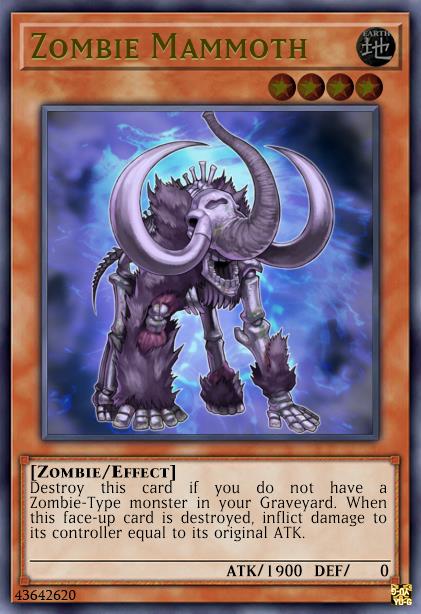 Zombie Mammoth
EARTH
地
[Zombie/Effect]
Destroy this card if you do not have a
Zombie-Type monster in your Graveyard. When
this face-up card is destroyed, inflict damage to
its controller equal to its original ATK.
ATK/1900 DEF/ 0
43642620